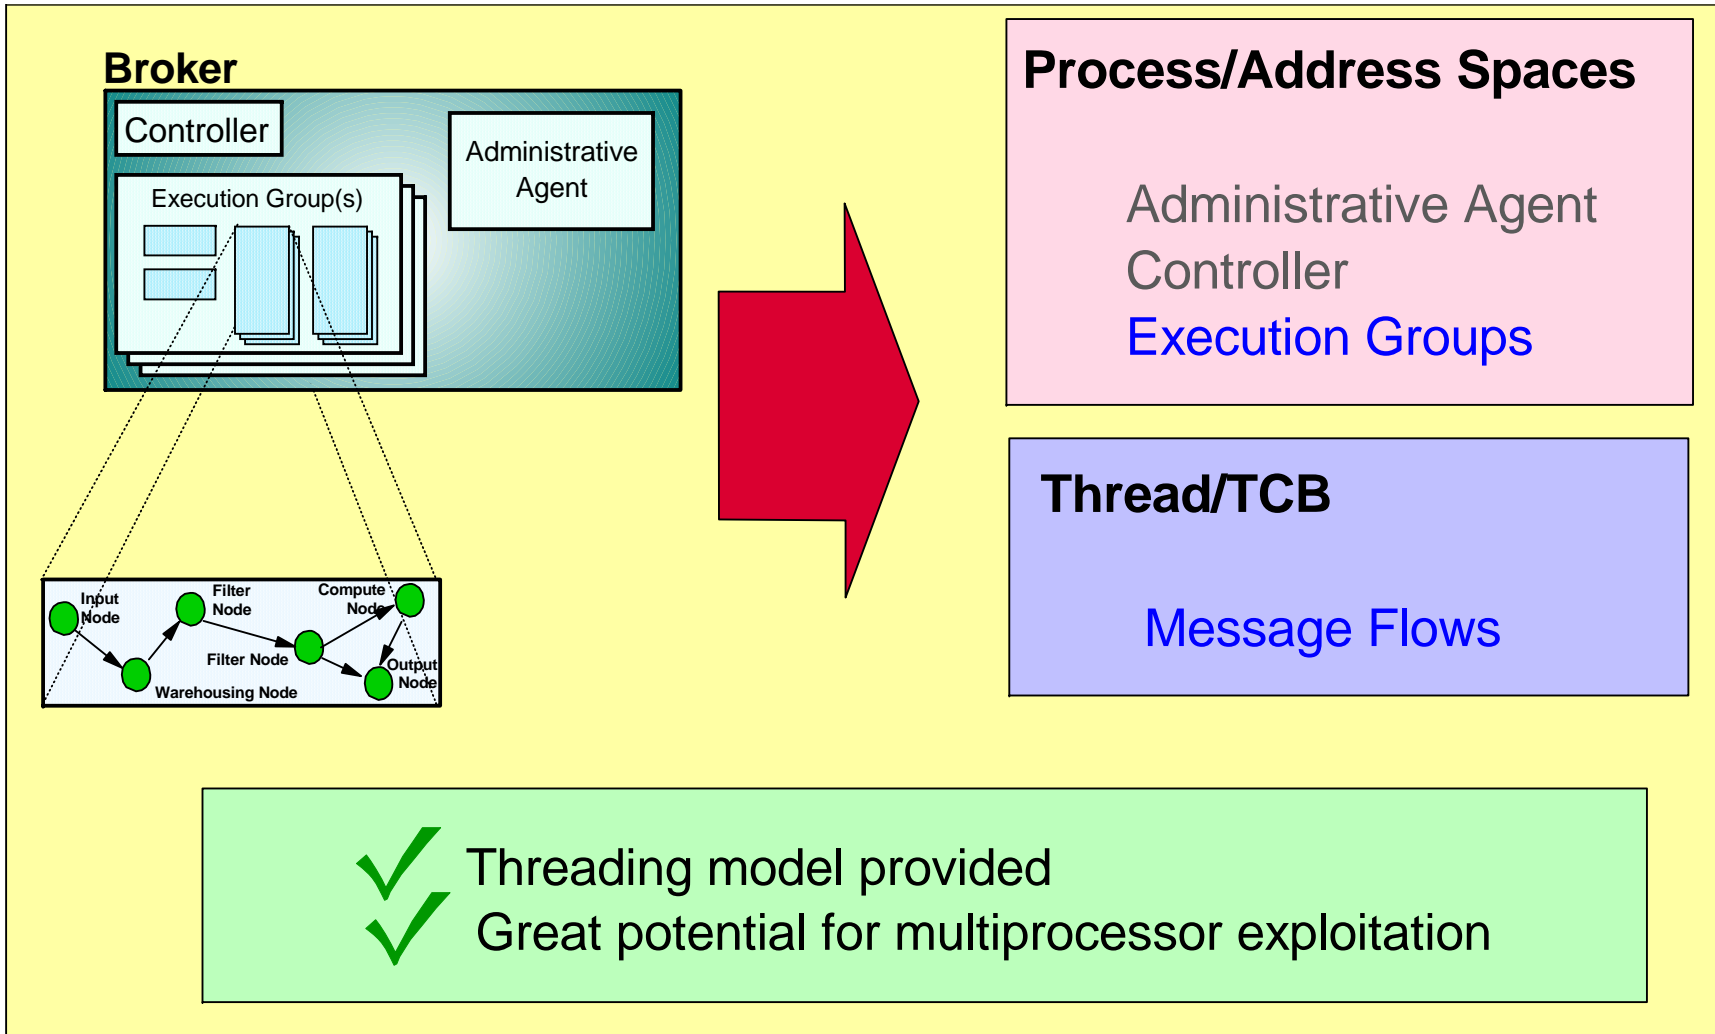 Broker
Controller
Administrative
Agent
Execution Group(s)
Input
Node
Filter
Node
Compute
Node
Filter Node
Output
Node
Warehousing Node
Process/Address Spaces
Administrative Agent
Controller
Execution Groups
Thread/TCB
Message Flows
Threading model provided
Great potential for multiprocessor exploitation